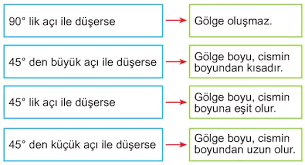 90° lik açı ile düşerse
Gölge oluşmaz.
45° den büyük açı ile düşerse
Gölge boyu, cismin
boyundan kısadır.
45° lik açı ile düşerse
Gölge boyu, cismin
boyuna eşit olur.
45° den küçük açı ile düşerse
Gölge boyu, cismin
boyundan uzun olur.